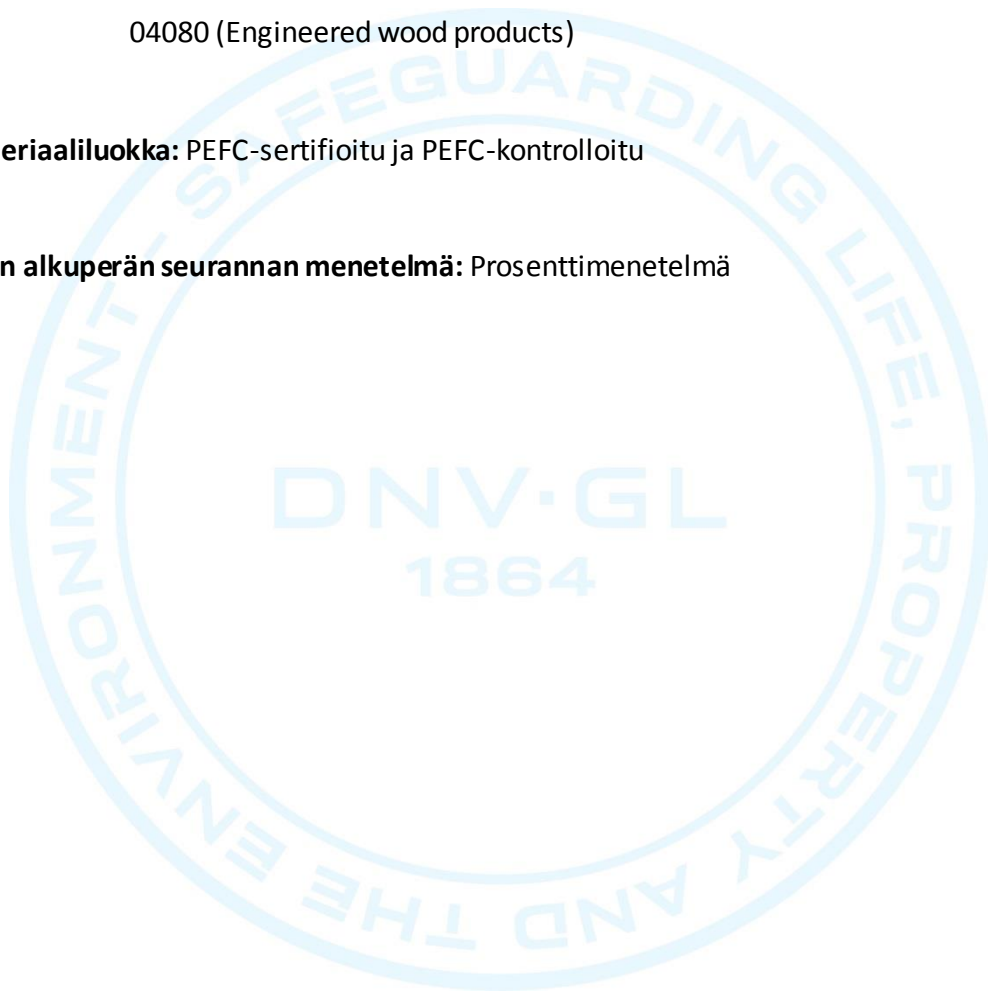 04080 (Engineered wood products)
eriaaliluokka: PEFC-sertifioitu ja PEFC-kontrolloitu
n alkuperän seurannan menetelmä: Prosenttimenetelmä
SAFEGUARDING LIFE, PROPERTY AND THE ENVIRONMENT
DNV·GL
1864